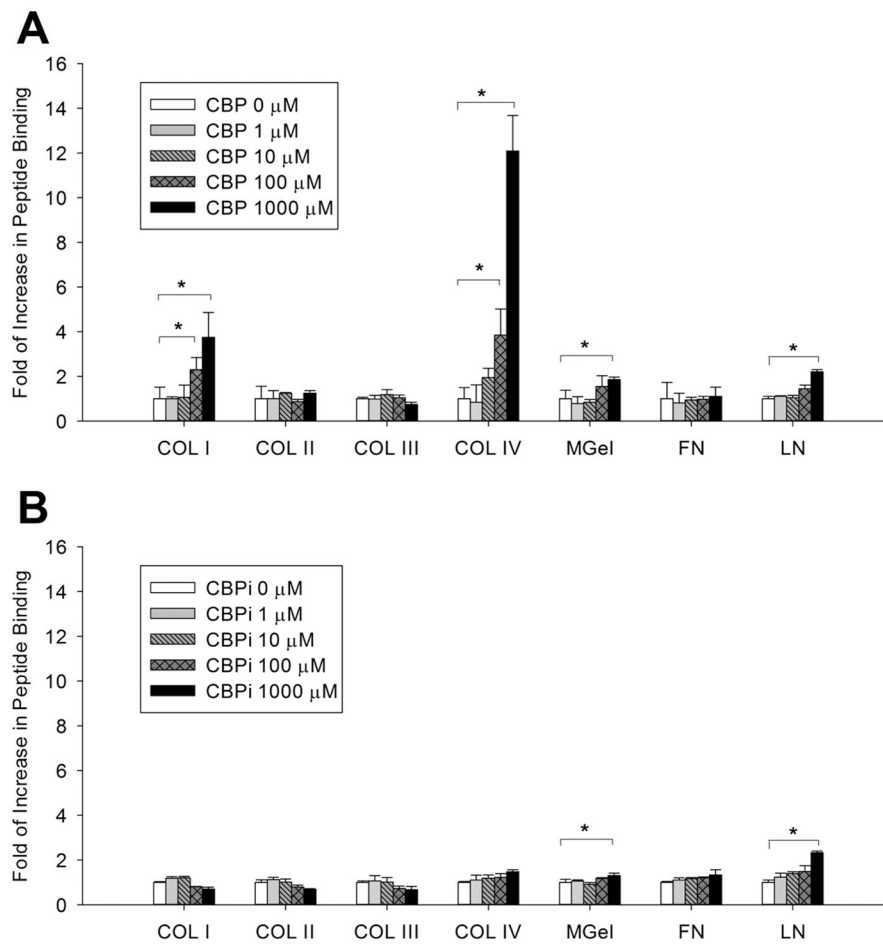 A
Fold of Increase in Peptide Binding
16
14
12
10
8
6
4
2
0
CBP 0 μM
CBP 1 μM
CBP 10 μM
CBP 100 μM
CBP 1000 μM
*
*
*
*
*
*
COL I COL II COL III COL IV MGel FN LN
B
Fold of Increase in Peptide Binding
16
14
12
10
8
6
4
2
0
CBPi 0 μM
CBPi 1 μM
CBPi 10 μM
CBPi 100 μM
CBPi 1000 μM
*
*
COL I COL II COL III COL IV MGel FN LN